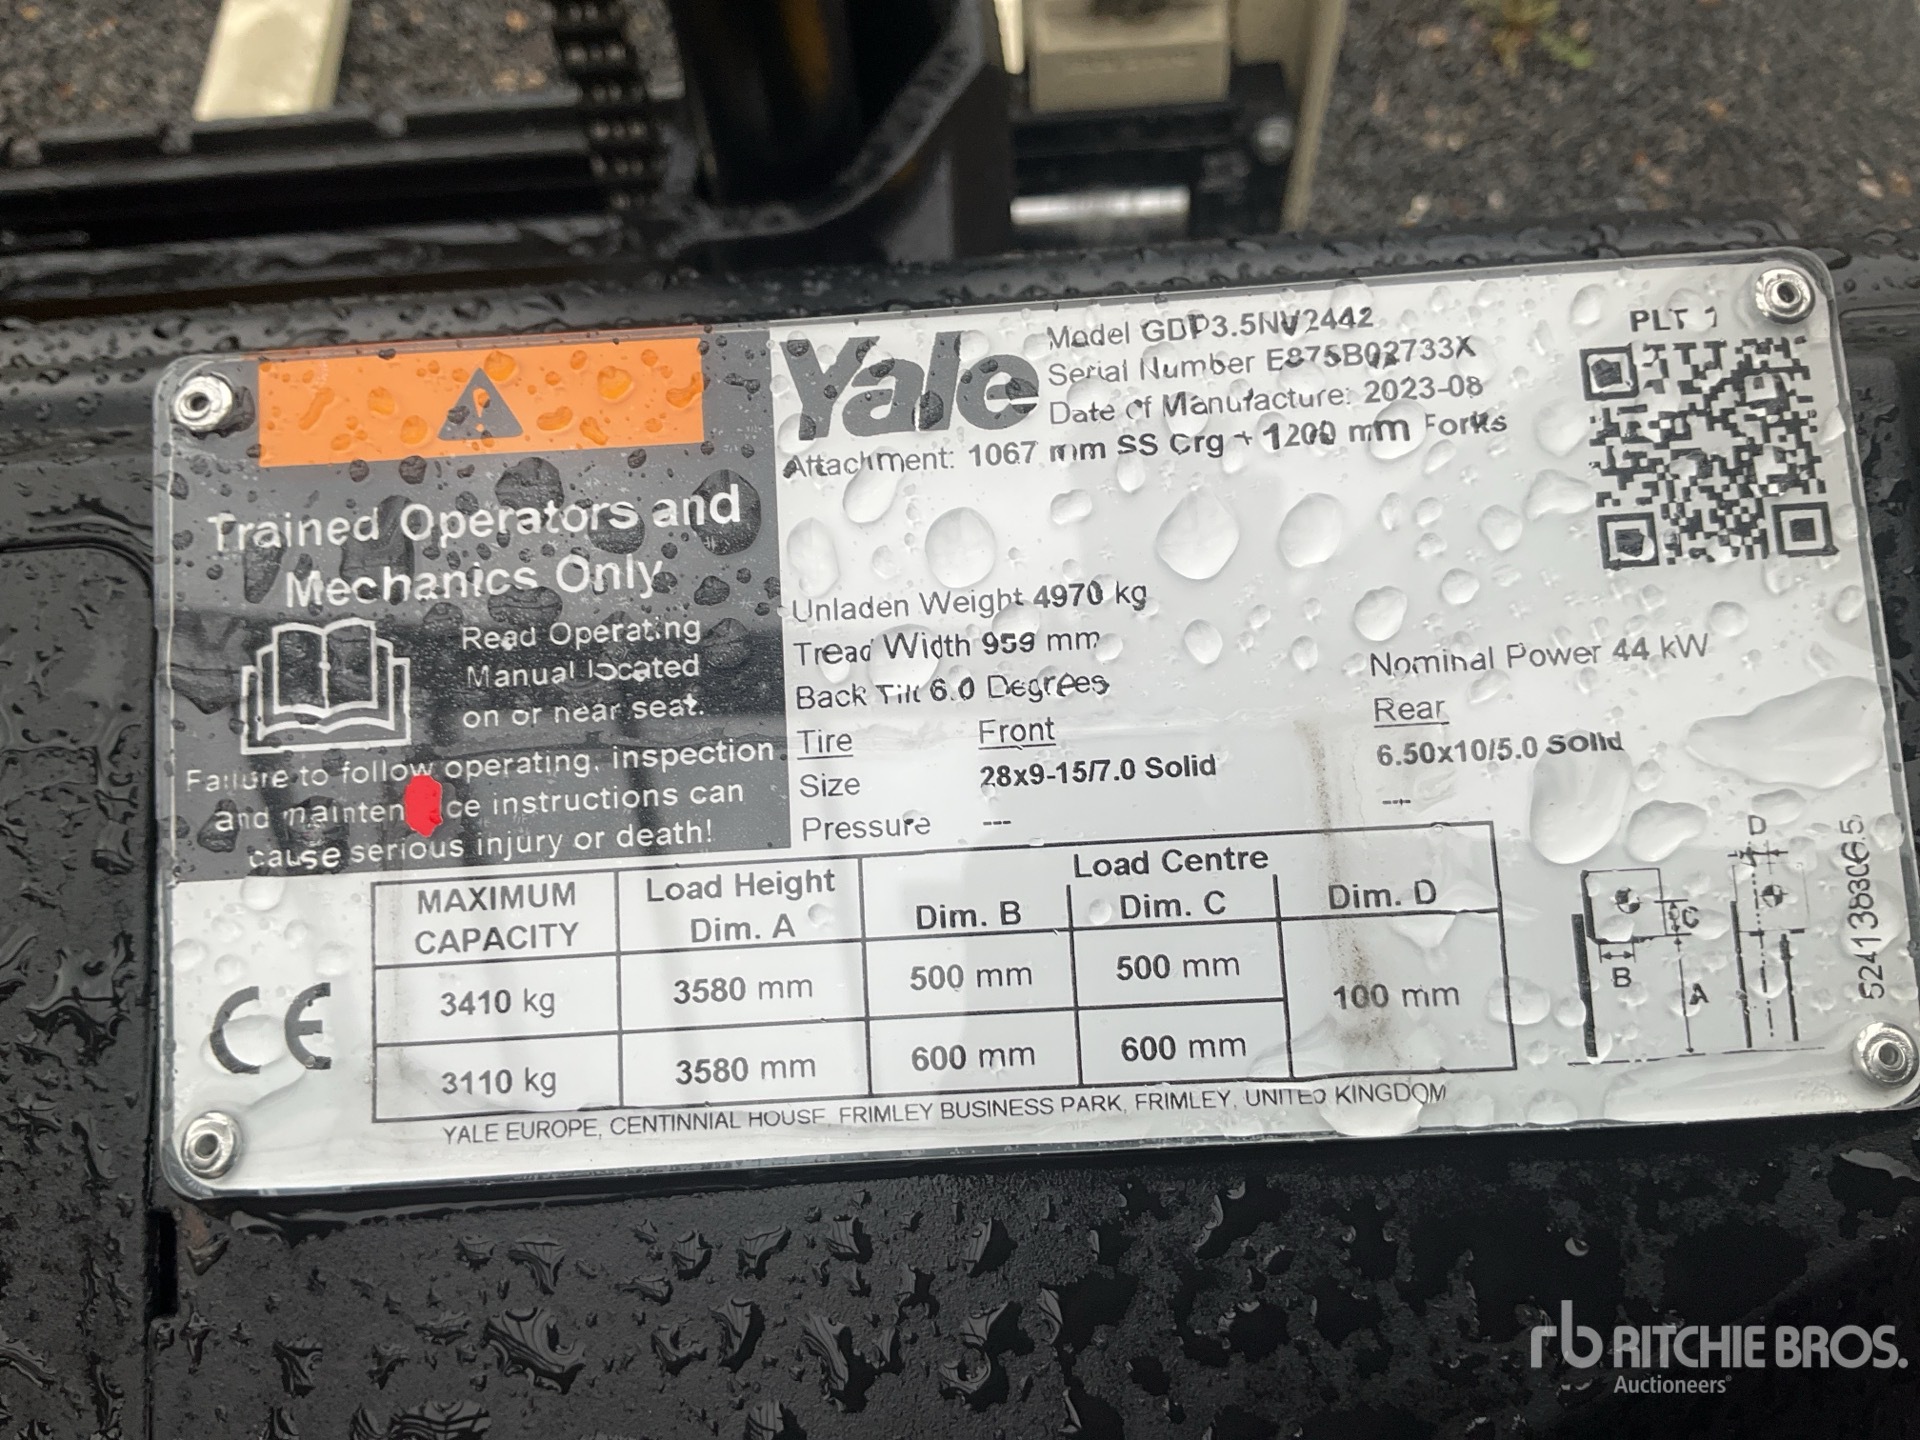 Yale
Model GDP3.5NV2442
Serial Number E875B02733X
Date of Manufacture: 2023-08
Attachment: 1067 mm SS Crg + 1200 mm Forks
PLT 1
Trained Operators and
Mechanics Only
Read Operating
Manual located
on or near seat.
Failure to follow operating, inspection
and mainten ce instructions can
cause serious injury or death!
Unladen Weight 4970 kg
Tread Width 959 mm
Back Tilt 6.0 Degrees
Nominal Power 44 kW
Tire Front Rear
Size 28x9-15/7.0 Solid 6.50x10/5.0 Solid
Pressure --- ---
MAXIMUM CAPACITY Load Height Dim. A Load Centre
Dim. B Dim. C Dim. D
3410 kg 3580 mm 500 mm 500 mm 100 mm
3110 kg 3580 mm 600 mm 600 mm
D
C
B
A
CE
YALE EUROPE, CENTINNIAL HOUSE, FRIMLEY BUSINESS PARK, FRIMLEY, UNITED KINGDOM
rb RITCHIE BROS.
Auctioneers